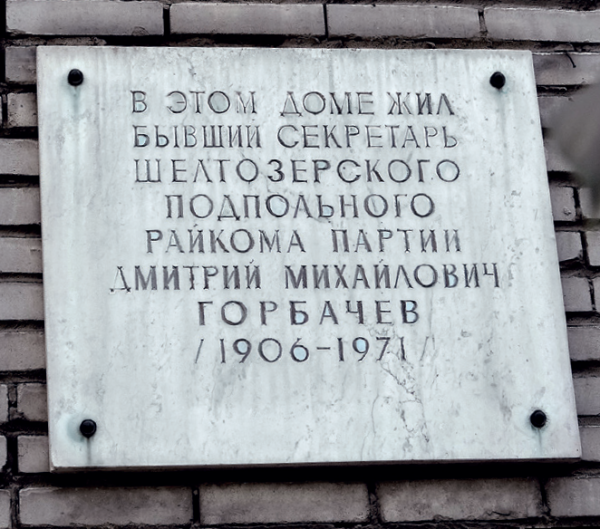 В ЭТОМ ДОМЕ ЖИЛ
БЫВШИЙ СЕКРЕТАРЬ
ШЕЛТОЗЕРСКОГО
ПОДПОЛЬНОГО
РАЙКОМА ПАРТИИ
ДМИТРИЙ МИХАЙЛОВИЧ
ГОРБАЧЕВ
/1906-1971/